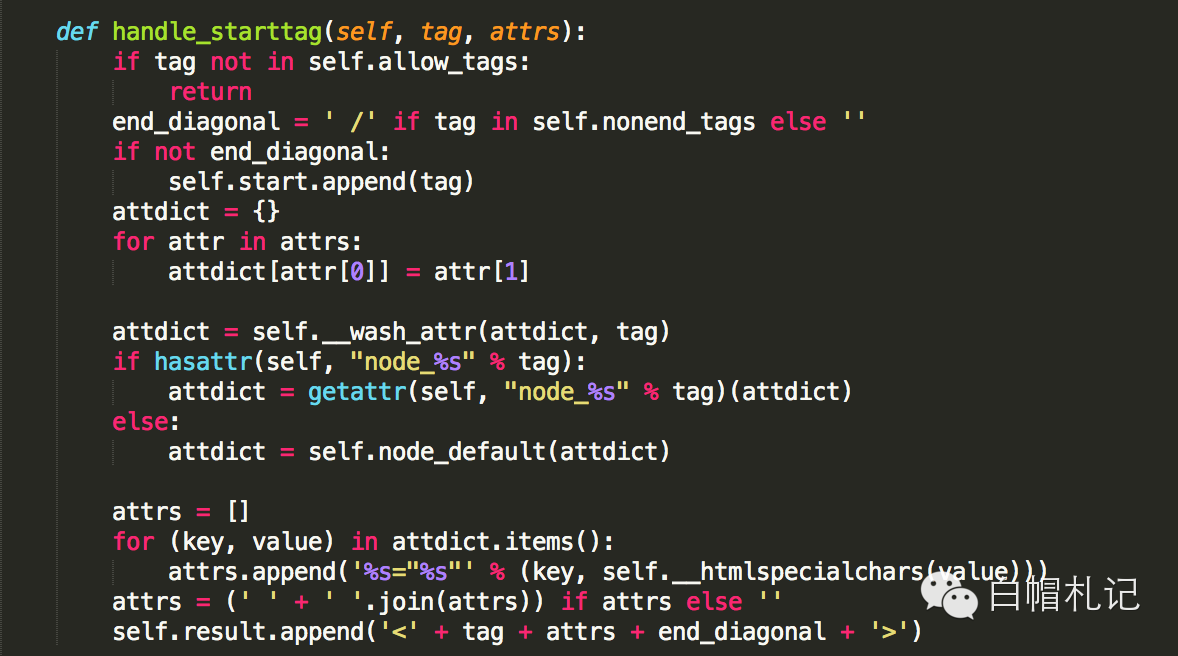 def handle_starttag(self, tag, attrs):
    if tag not in self.allow_tags:
        return
    end_diagonal = ' /' if tag in self.nonend_tags else ''
    if not end_diagonal:
        self.start.append(tag)
    attdict = {}
    for attr in attrs:
        attdict[attr[0]] = attr[1]
    attdict = self.__wash_attr(attdict, tag)
    if hasattr(self, "node_%s" % tag):
        attdict = getattr(self, "node_%s" % tag)(attdict)
    else:
        attdict = self.node_default(attdict)
    attrs = []
    for (key, value) in attdict.items():
        attrs.append('%s="%s"' % (key, self.__htmlspecialchars(value)))
    attrs = (' ' + ' '.join(attrs)) if attrs else ''
    self.result.append('<' + tag + attrs + end_diagonal + '>')
白帽札记